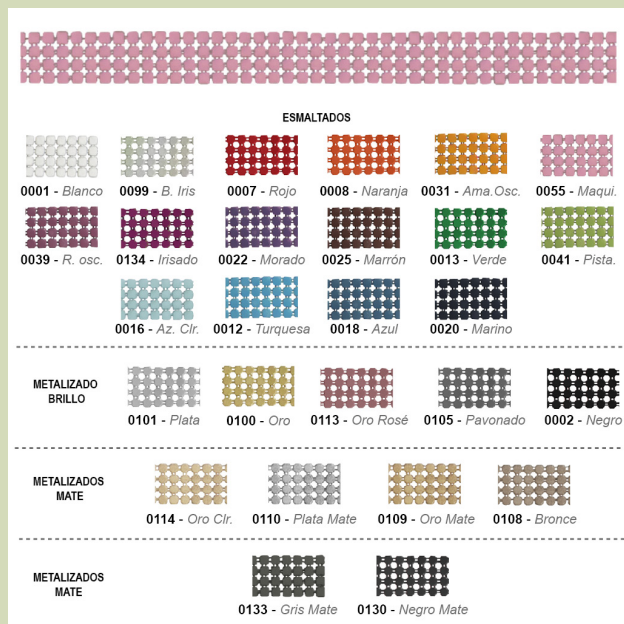 ESMALTADOS
0001 - Blanco
0099 - B. Iris
0007 - Rojo
0008 - Naranja
0031 - Ama.Osc.
0055 - Maqui.
0039 - R. osc.
0134 - Irisado
0022 - Morado
0025 - Marrón
0013 - Verde
0041 - Pista.
0016 - Az. Clr.
0012 - Turquesa
0018 - Azul
0020 - Marino
METALIZADO
BRILLO
0101 - Plata
0100 - Oro
0113 - Oro Rosé
0105 - Pavonado
0002 - Negro
METALIZADOS
MATE
0114 - Oro Clr.
0110 - Plata Mate
0109 - Oro Mate
0108 - Bronce
METALIZADOS
MATE
0133 - Gris Mate
0130 - Negro Mate